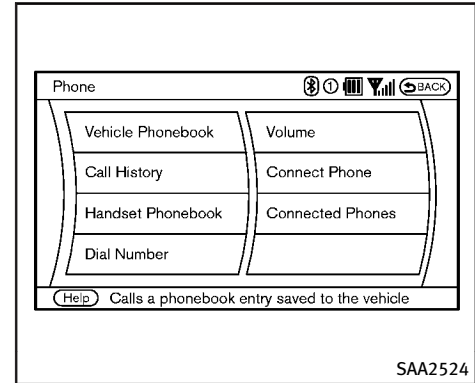 Phone ① BACK
Vehicle Phonebook Volume
Call History Connect Phone
Handset Phonebook Connected Phones
Dial Number
Help Calls a phonebook entry saved to the vehicle
SAA2524